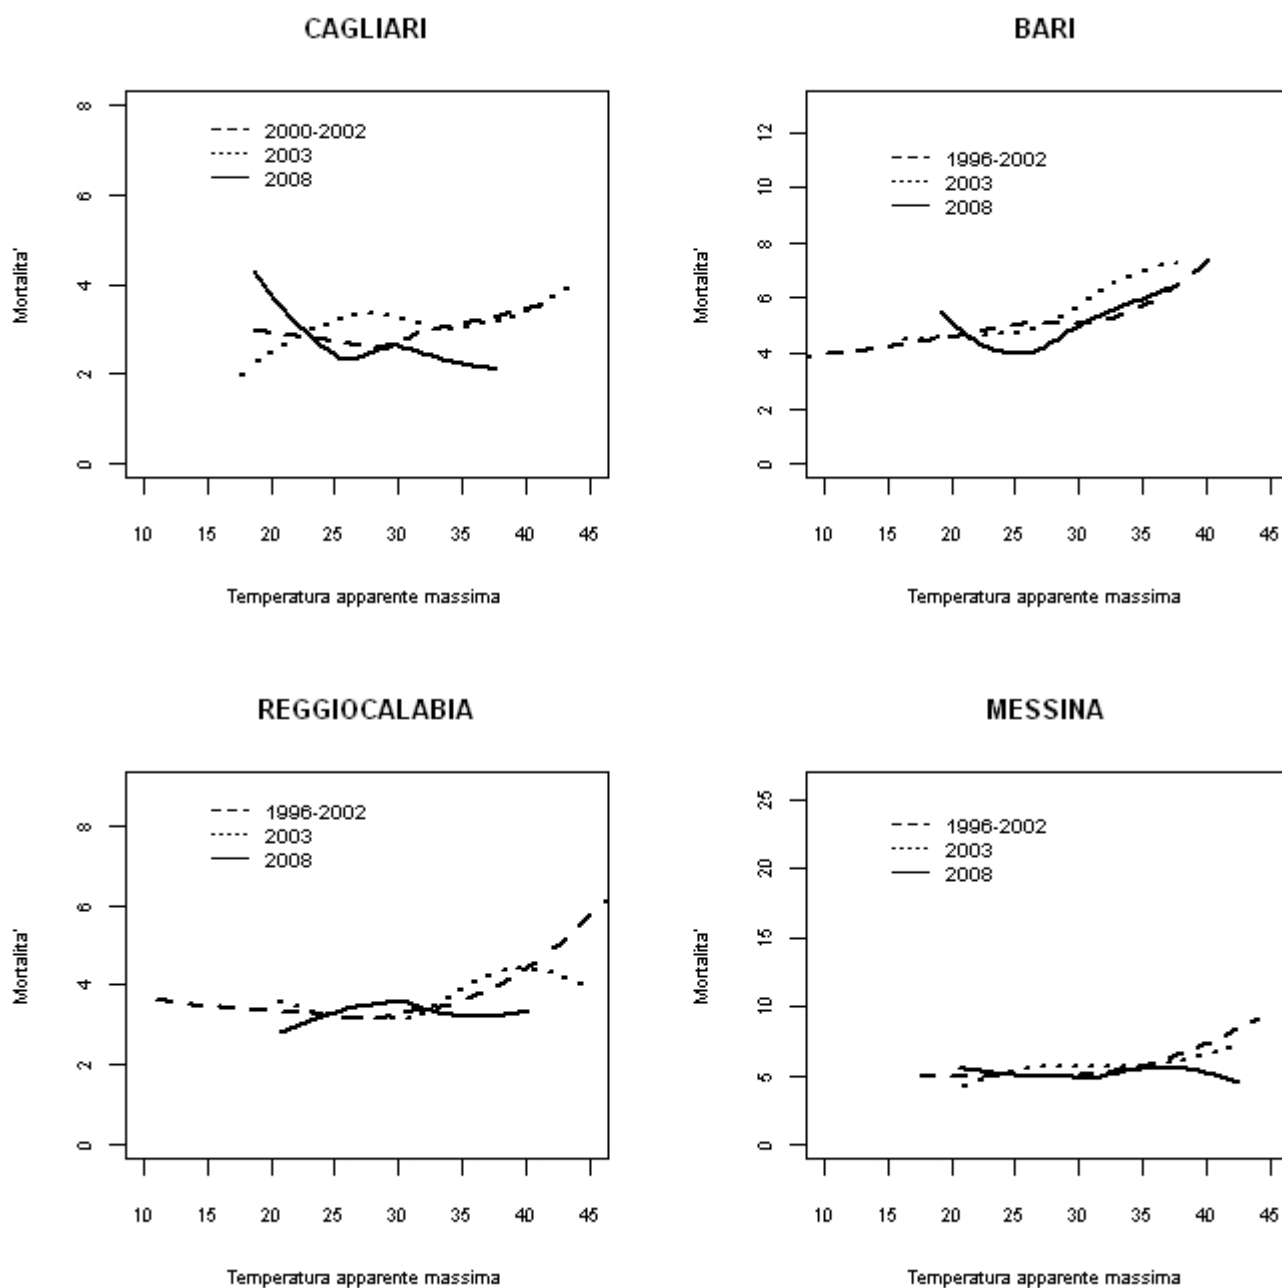 CAGLIARI
8
6
4
2
0
Mortalita'
2000-2002
2003
2008
10 15 20 25 30 35 40 45
Temperatura apparente massima
BARI
12
10
8
6
4
2
0
Mortalita'
1996-2002
2003
2008
10 15 20 25 30 35 40 45
Temperatura apparente massima
REGGIOCALABIA
8
6
4
2
0
Mortalita'
1996-2002
2003
2008
10 15 20 25 30 35 40 45
Temperatura apparente massima
MESSINA
25
20
15
10
5
0
Mortalita'
1996-2002
2003
2008
10 15 20 25 30 35 40 45
Temperatura apparente massima